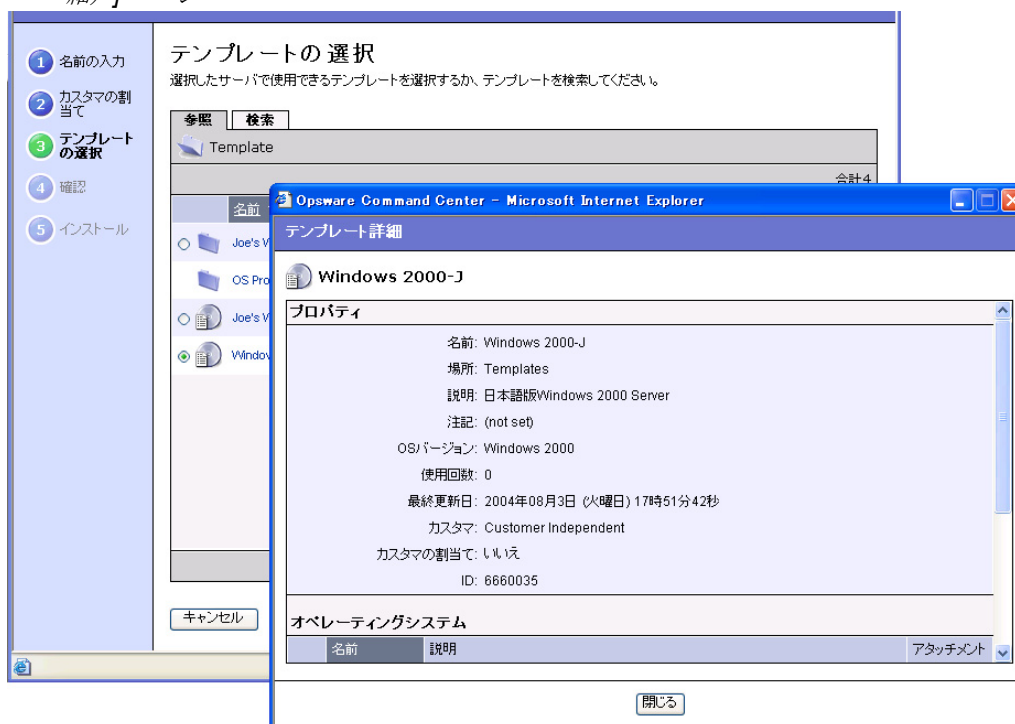 テンプレートの 選択
選択したサーバで使用できるテンプレートを選択するか、テンプレートを検索してください。
1 名前の入力
2 カスタマの割
当て
3 テンプレート
の選択
4 確認
5 インストール
参照 検索
Template
合計4
名前
Joe's V
OS Pro
Joe's V
Window
キャンセル
Opsware Command Center - Microsoft Internet Explorer
テンプレート詳細
Windows 2000-J
プロパティ
名前: Windows 2000-J
場所: Templates
説明: 日本語版Windows 2000 Server
注記: (not set)
OSバージョン: Windows 2000
使用回数: 0
最終更新日: 2004年08月3日 (火曜日) 17時51分42秒
カスタマ: Customer Independent
カスタマの割当て: いいえ
ID: 6660035
オペレーティングシステム
名前 説明 アタッチメント
閉じる